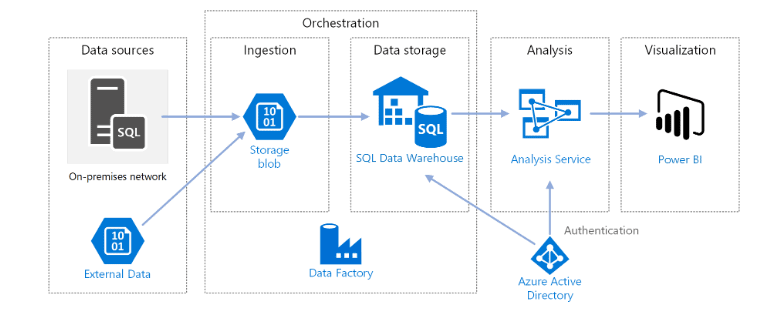 Orchestration
Data sources
Ingestion
Data storage
Analysis
Visualization
SQL
On-premises network
10
01
Storage
blob
SQL
SQL Data Warehouse
Analysis Service
Power BI
10
01
External Data
Data Factory
Authentication
Azure Active
Directory